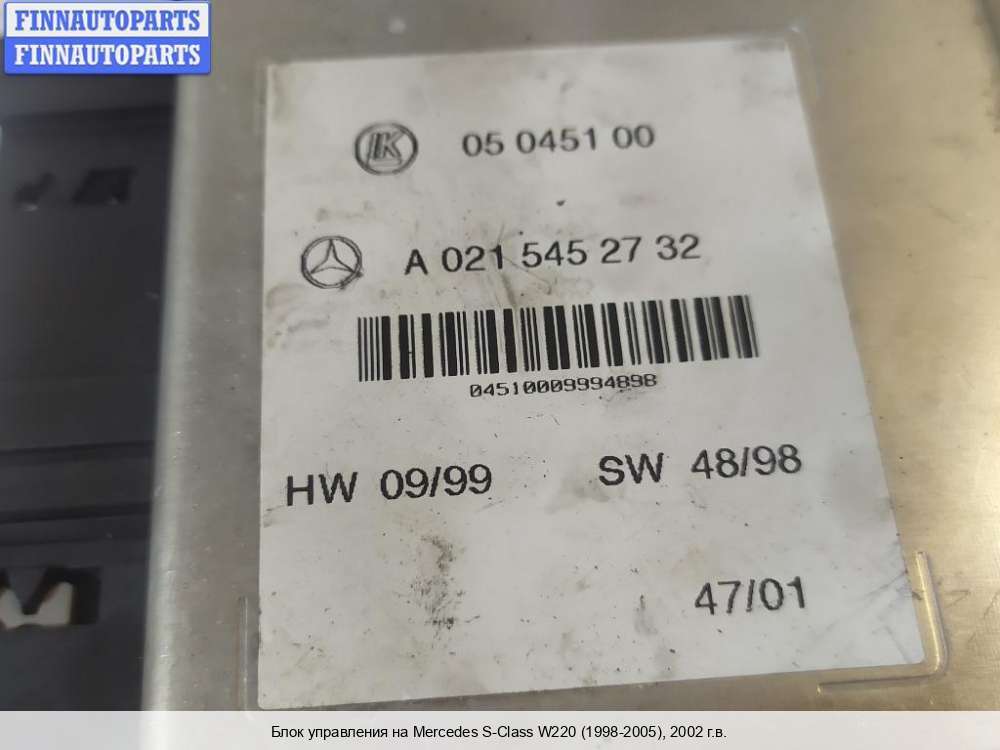 FINNAUTOPARTS
FINNAUTOPARTS
K 05 0451 00
A 021 545 27 32
04510009994898
HW 09/99 SW 48/98
47/01
Блок управления на Mercedes S-Class W220 (1998-2005), 2002 г.в.